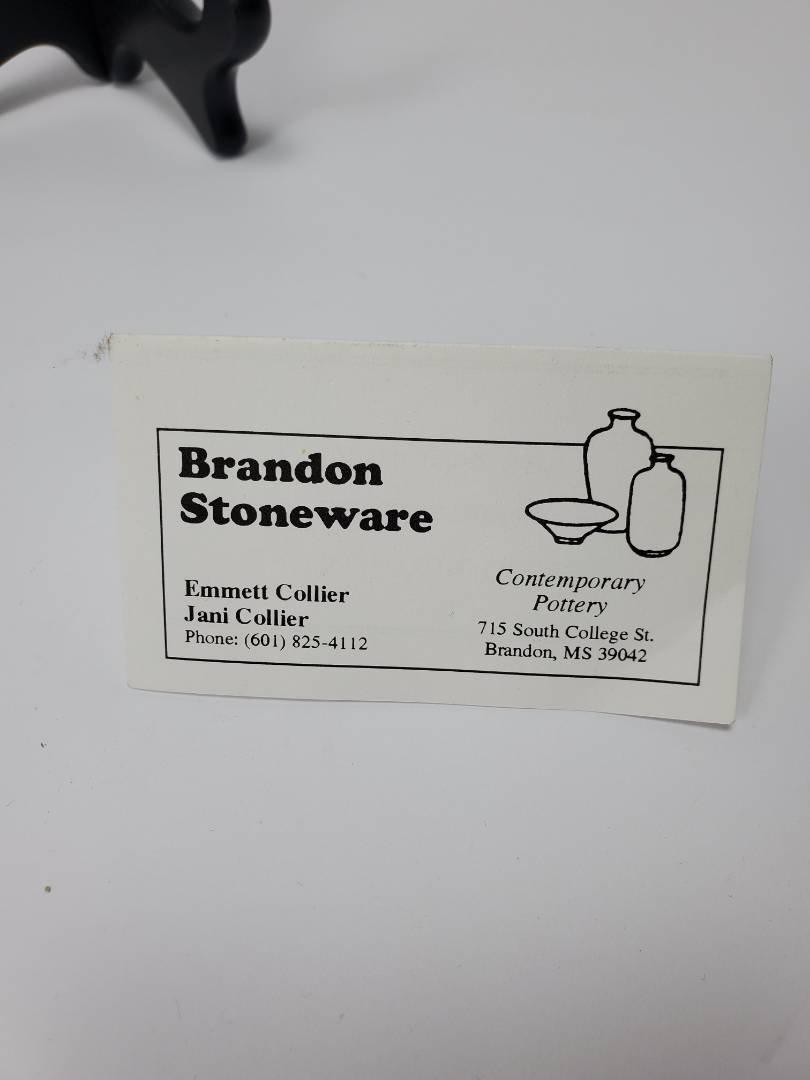 Brandon
Stoneware
Emmett Collier
Jani Collier
Phone: (601) 825-4112
Contemporary
Pottery
715 South College St.
Brandon, MS 39042